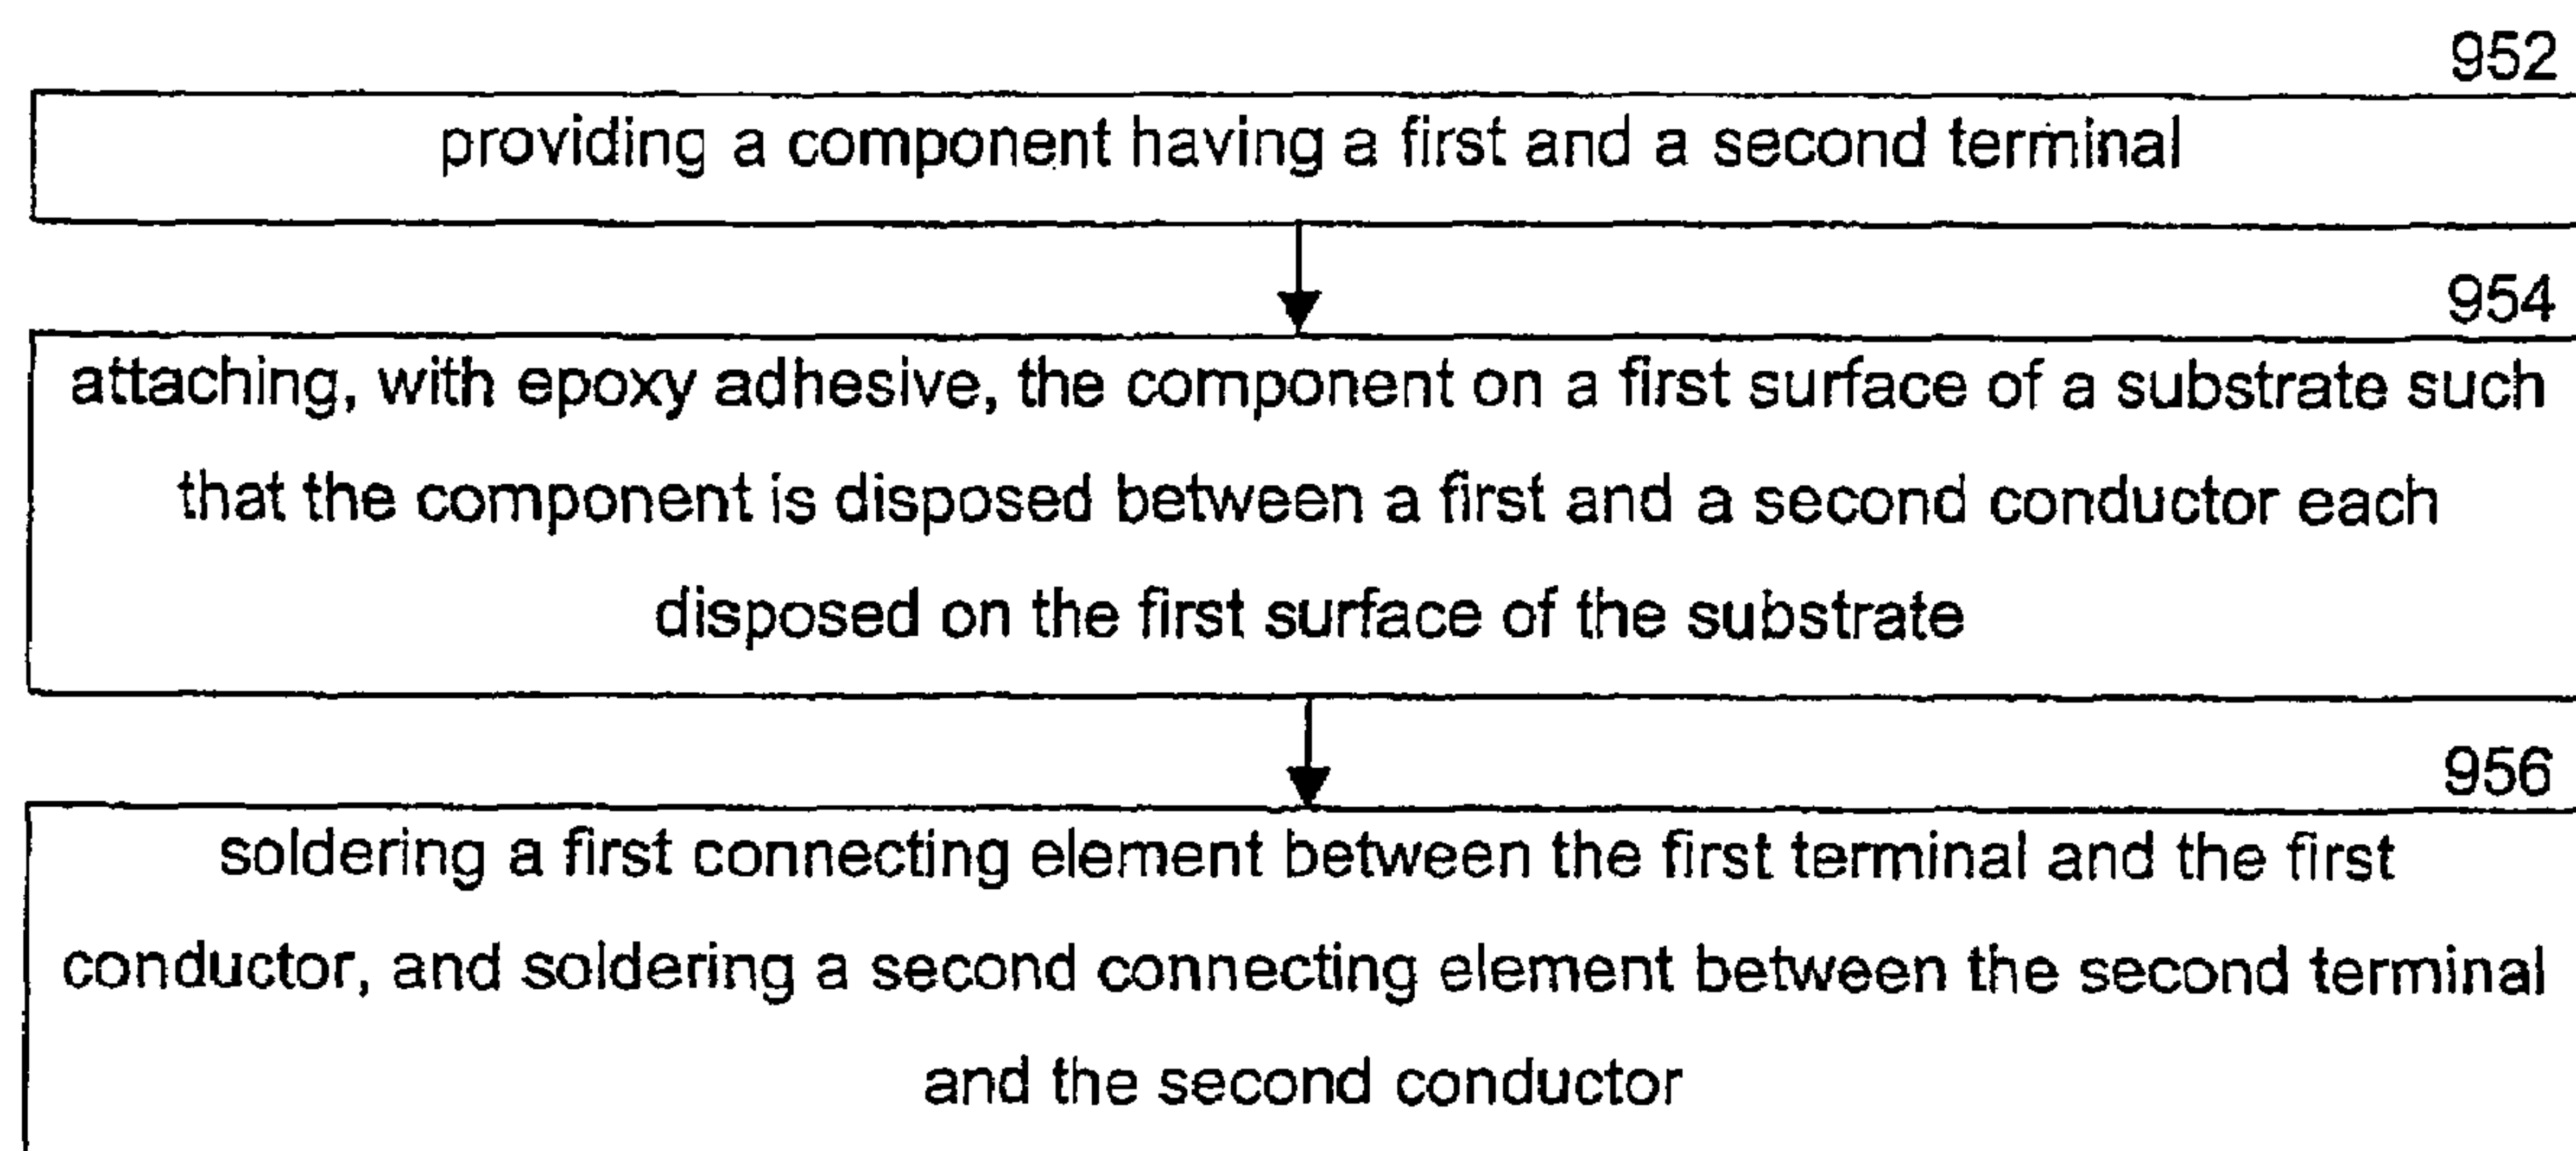 952
providing a component having a first and a second terminal
954
attaching, with epoxy adhesive, the component on a first surface of a substrate such
that the component is disposed between a first and a second conductor each
disposed on the first surface of the substrate
956
soldering a first connecting element between the first terminal and the first
conductor, and soldering a second connecting element between the second terminal
and the second conductor